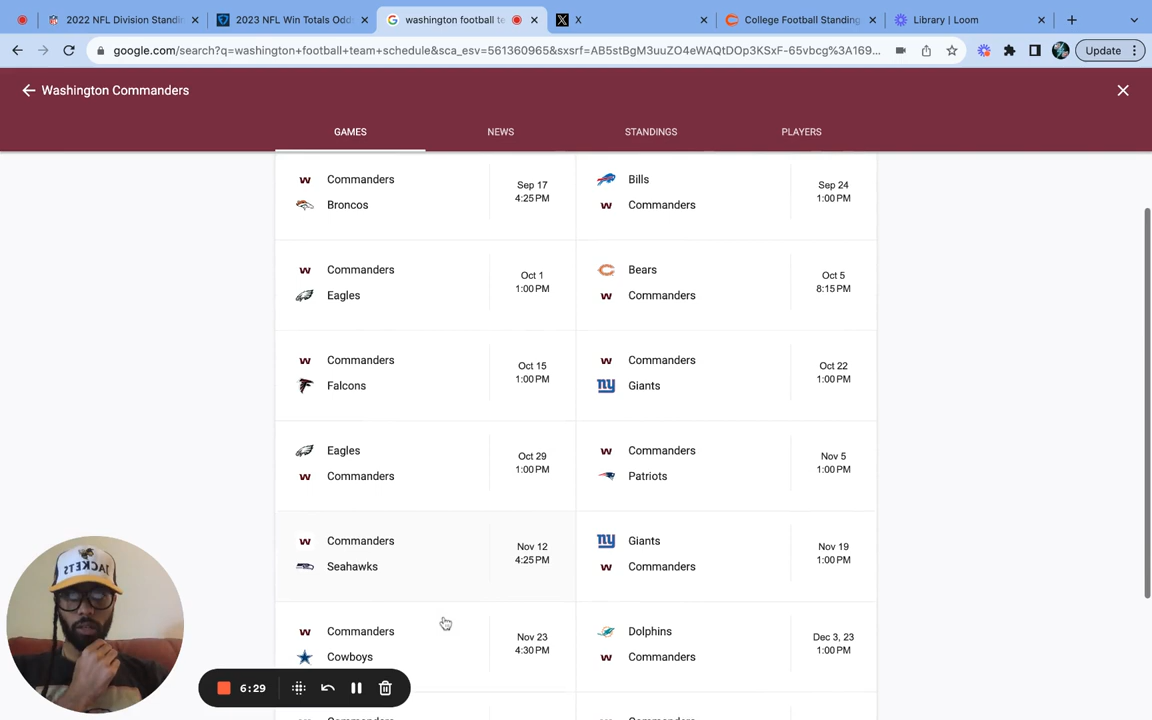 2022 NFL Division Standi
2023 NFL Win Totals Odd
washington football te
X
College Football Standing
Library | Loom
google.com/search?q=washington+football+team+schedule&sca_esv=561360965&sxsrf=AB5stBgM3uuZO4eWAQtDOp3KSxF-65vbcg%3A169...
Update
Washington Commanders
GAMES
NEWS
STANDINGS
PLAYERS
Commanders
Broncos
Sep 17
4:25 PM
Bills
Commanders
Sep 24
1:00 PM
Commanders
Eagles
Oct 1
1:00 PM
Bears
Commanders
Oct 5
8:15 PM
Commanders
Falcons
Oct 15
1:00 PM
Commanders
Giants
Oct 22
1:00 PM
Eagles
Commanders
Oct 29
1:00 PM
Commanders
Patriots
Nov 5
1:00 PM
Commanders
Seahawks
Nov 12
4:25 PM
Giants
Commanders
Nov 19
1:00 PM
Commanders
Cowboys
Nov 23
4:30 PM
Dolphins
Commanders
Dec 3, 23
1:00 PM
JACKETS
6:29